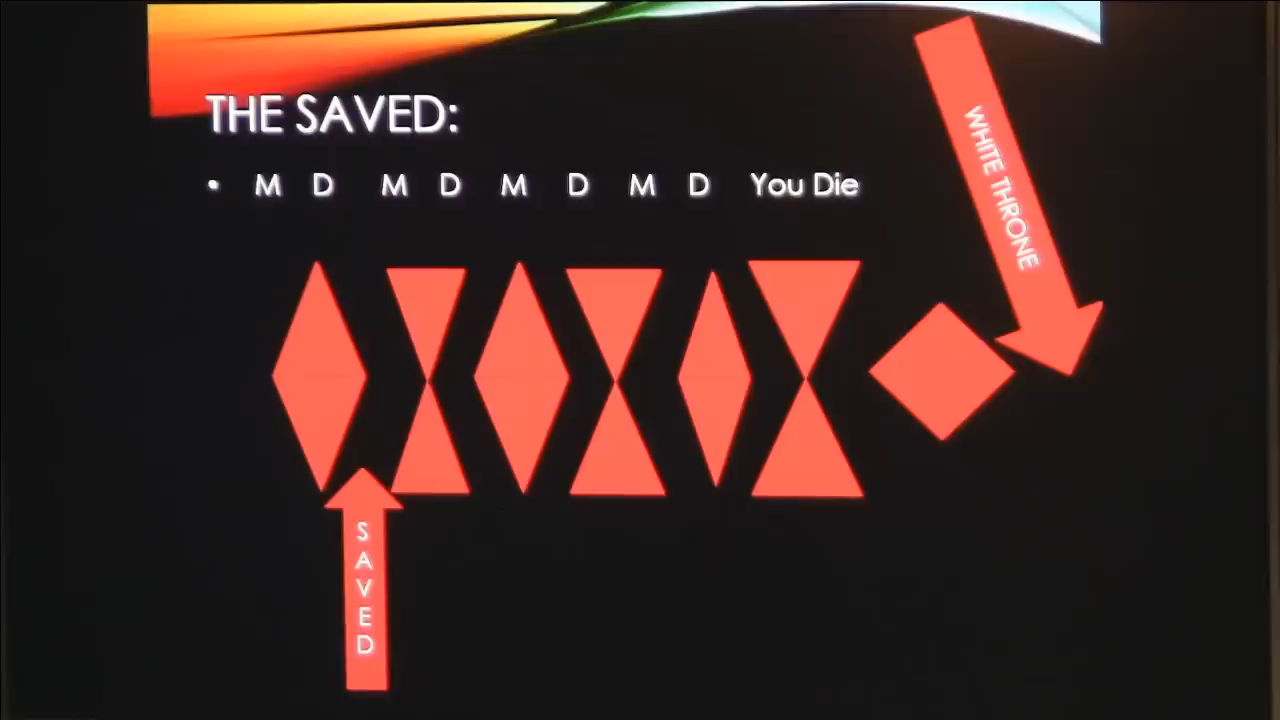 THE SAVED:
• M D M D M D M D You Die
WHITE THRONE
SAVED